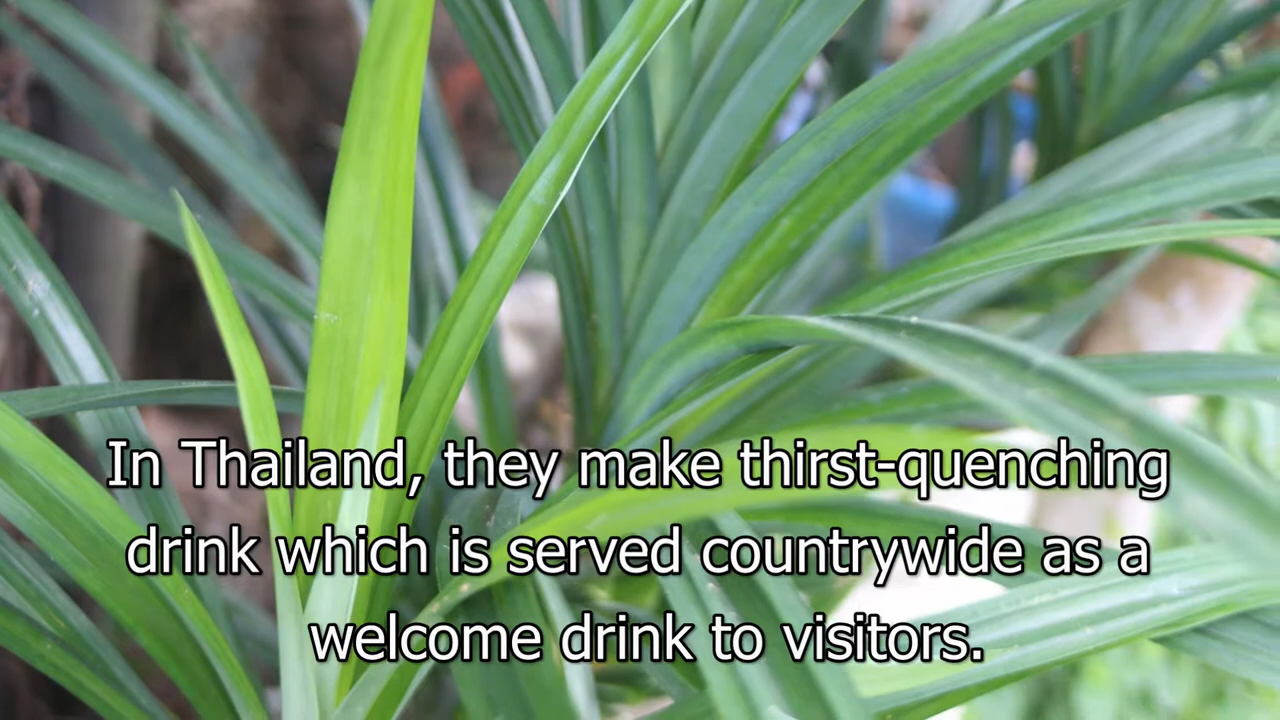 In Thailand, they make thirst-quenching
drink which is served countrywide as a
welcome drink to visitors.